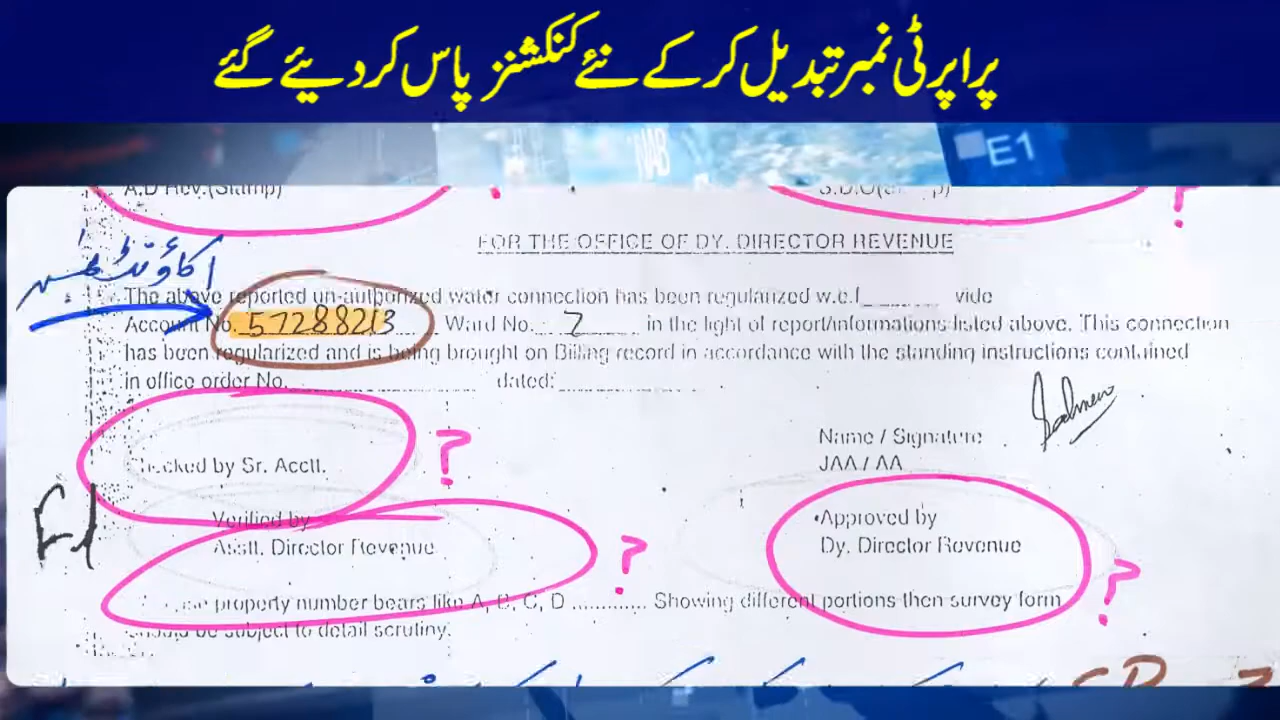 پراپرٹی نمبر تبدیل کر کے نئے کنکشنز پاس کر دیئے گئے
NAB
E1
A.D Rev.(Stamp)
?
?
FOR THE OFFICE OF DY. DIRECTOR REVENUE
اکاؤنٹ نمبر
The above reported un-authorized water connection has been regularized w.e.f________ vide
Account No. 57288213 Ward No. 2 in the light of report/informations listed above. This connection
has been regularized and is being brought on Billing record in accordance with the standing instructions contained
in office order No. dated:
Name / Signature
JAA / AA
by Sr. Acctt.
?
Verified by
Asstt. Director Revenue
?
Approved by
Dy. Director Revenue
?
property number bears like A, B, C, D ............ Showing different portions then survey form
should be subject to detail scrutiny.